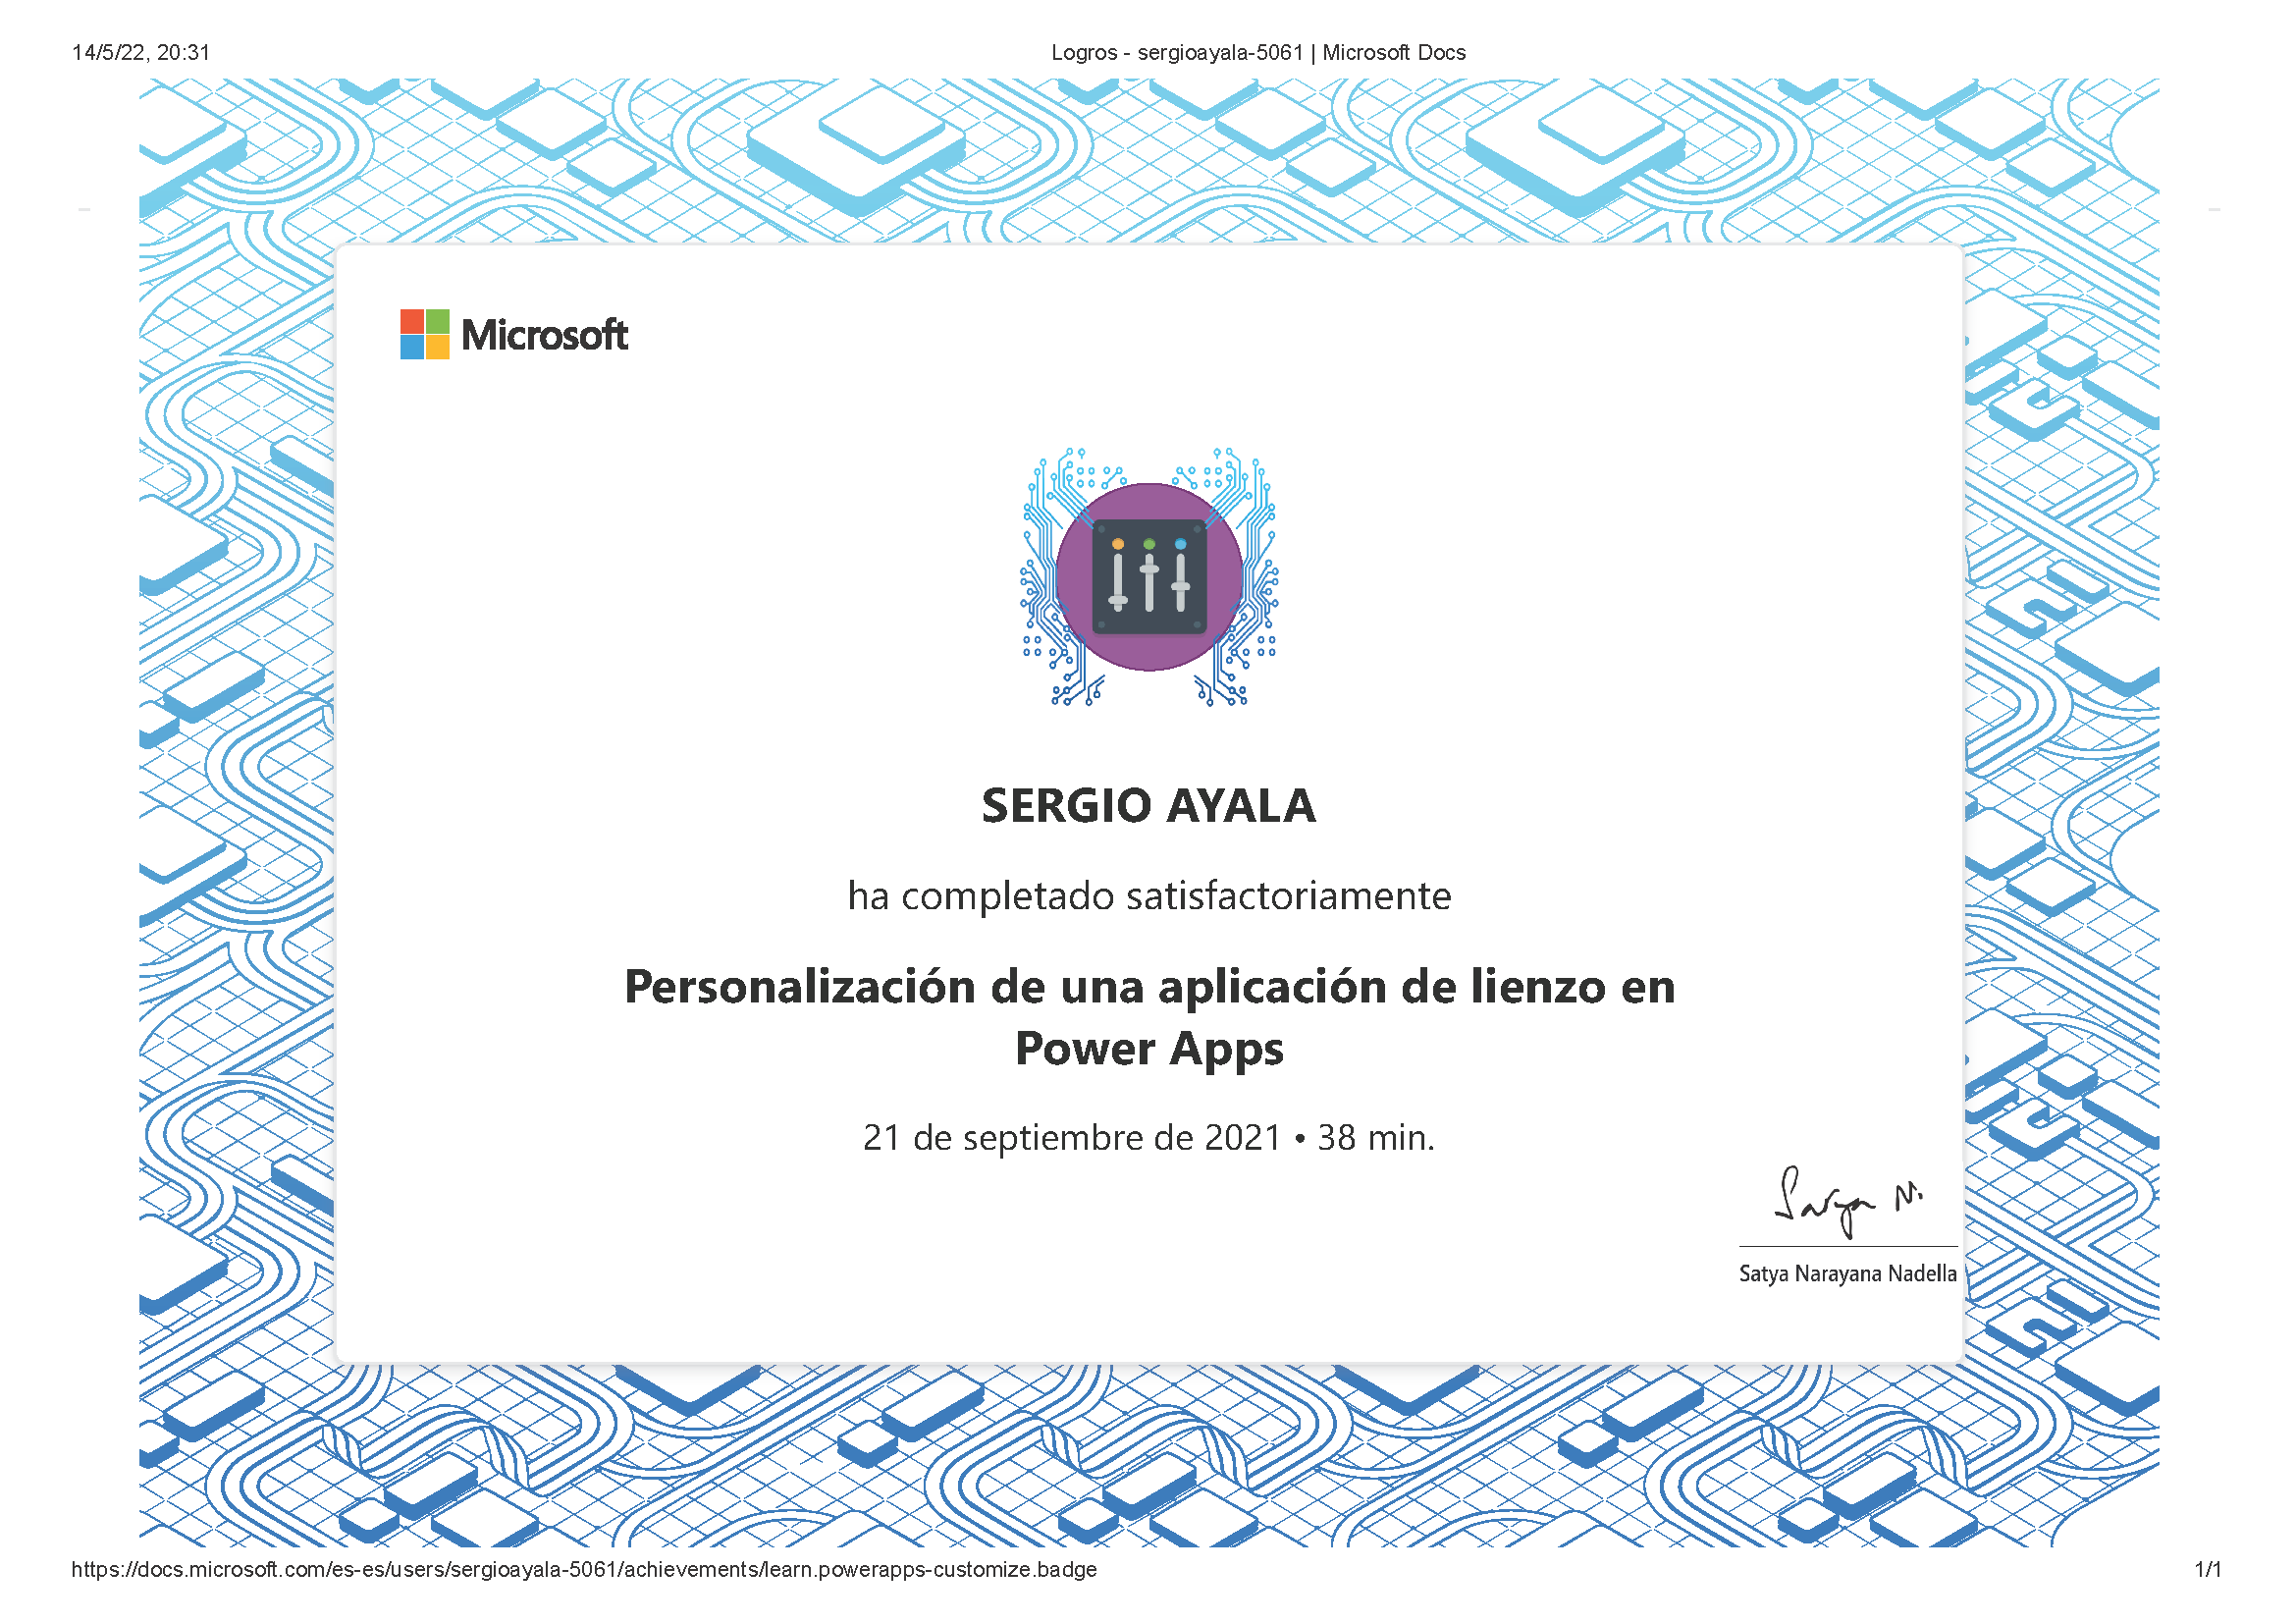 14/5/22, 20:31
Logros - sergioayala-5061 | Microsoft Docs
Microsoft
SERGIO AYALA
ha completado satisfactoriamente
Personalización de una aplicación de lienzo en
Power Apps
21 de septiembre de 2021 • 38 min.
Satya N.
Satya Narayana Nadella
https://docs.microsoft.com/es-es/users/sergioayala-5061/achievements/learn.powerapps-customize.badge
1/1